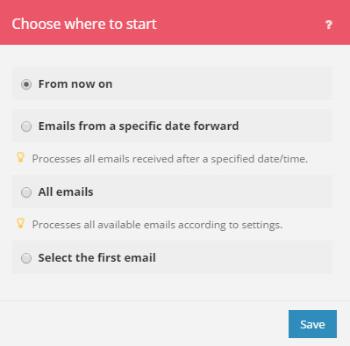 Choose where to start
?
From now on
Emails from a specific date forward
Processes all emails received after a specified date/time.
All emails
Processes all available emails according to settings.
Select the first email
Save